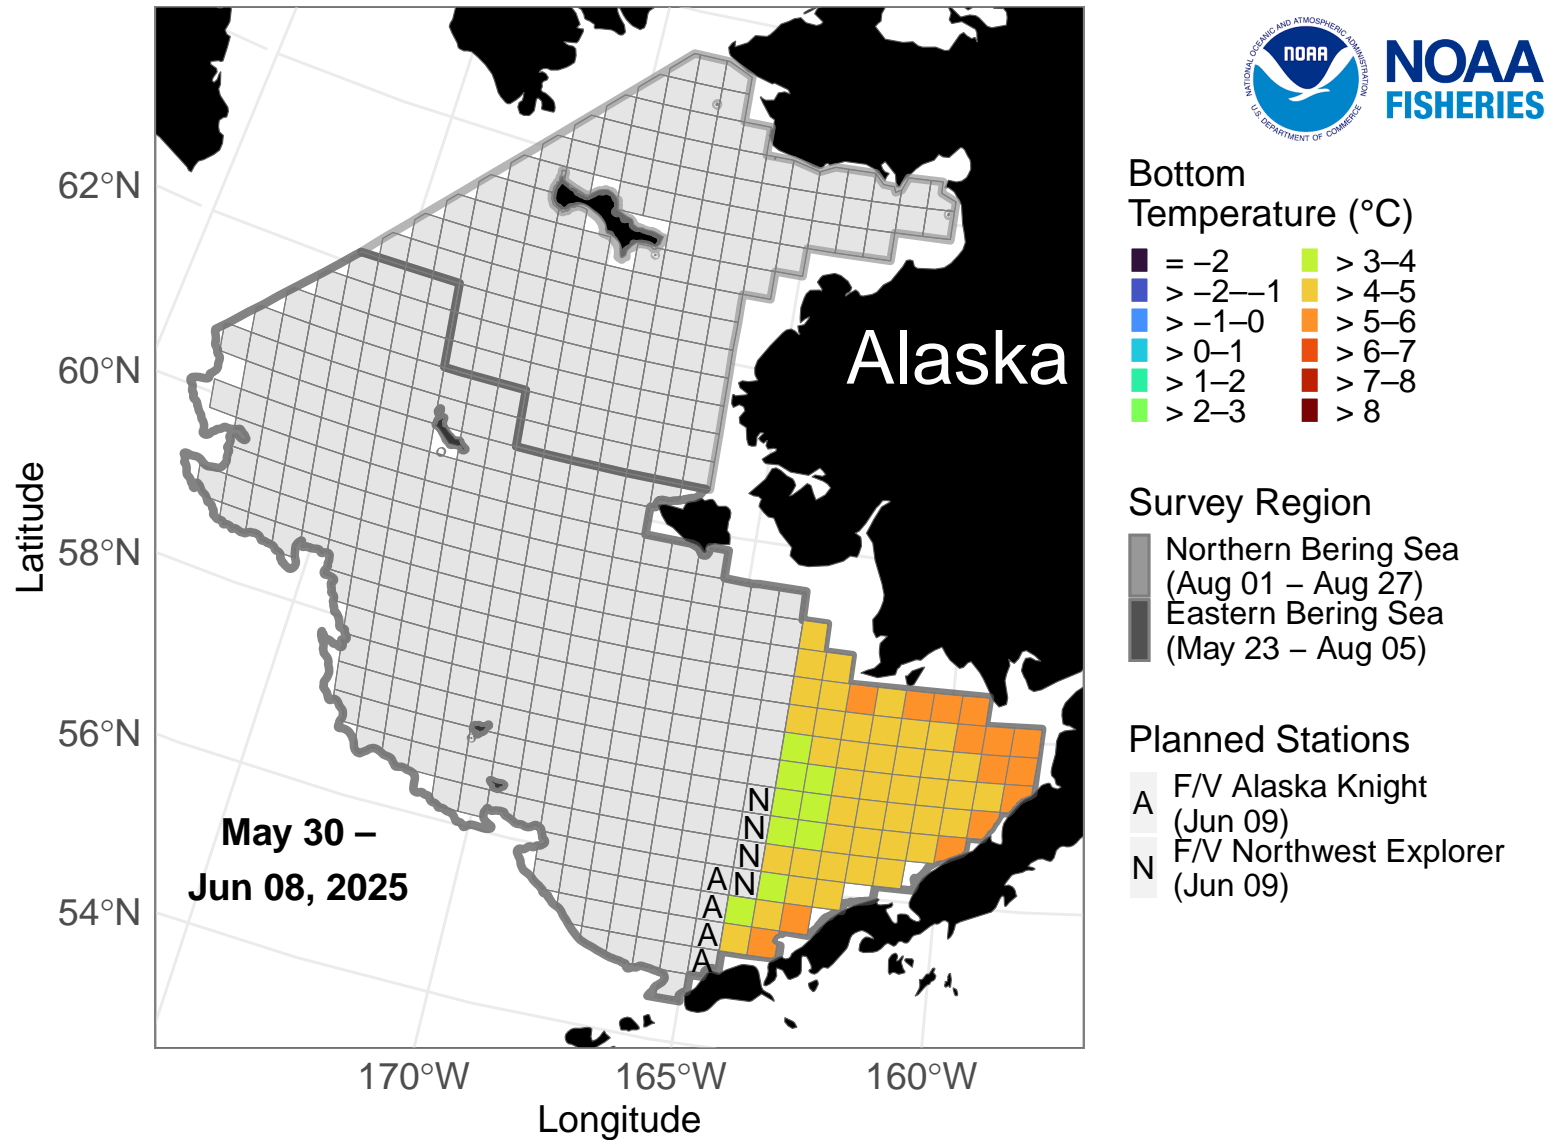 NATIONAL OCEANIC AND ATMOSPHERIC ADMINISTRATION
U.S. DEPARTMENT OF COMMERCE
NOAA
NOAA
FISHERIES
Bottom
Temperature (°C)
= −2
> −2−−1
> −1−0
> 0−1
> 1−2
> 2−3
> 3−4
> 4−5
> 5−6
> 6−7
> 7−8
> 8
Survey Region
Northern Bering Sea
(Aug 01 − Aug 27)
Eastern Bering Sea
(May 23 − Aug 05)
Planned Stations
A F/V Alaska Knight
(Jun 09)
N F/V Northwest Explorer
(Jun 09)
Alaska
N
N
N
A N
A
A
A
May 30 –
Jun 08, 2025
Latitude
62°N
60°N
58°N
56°N
54°N
170°W 165°W 160°W
Longitude